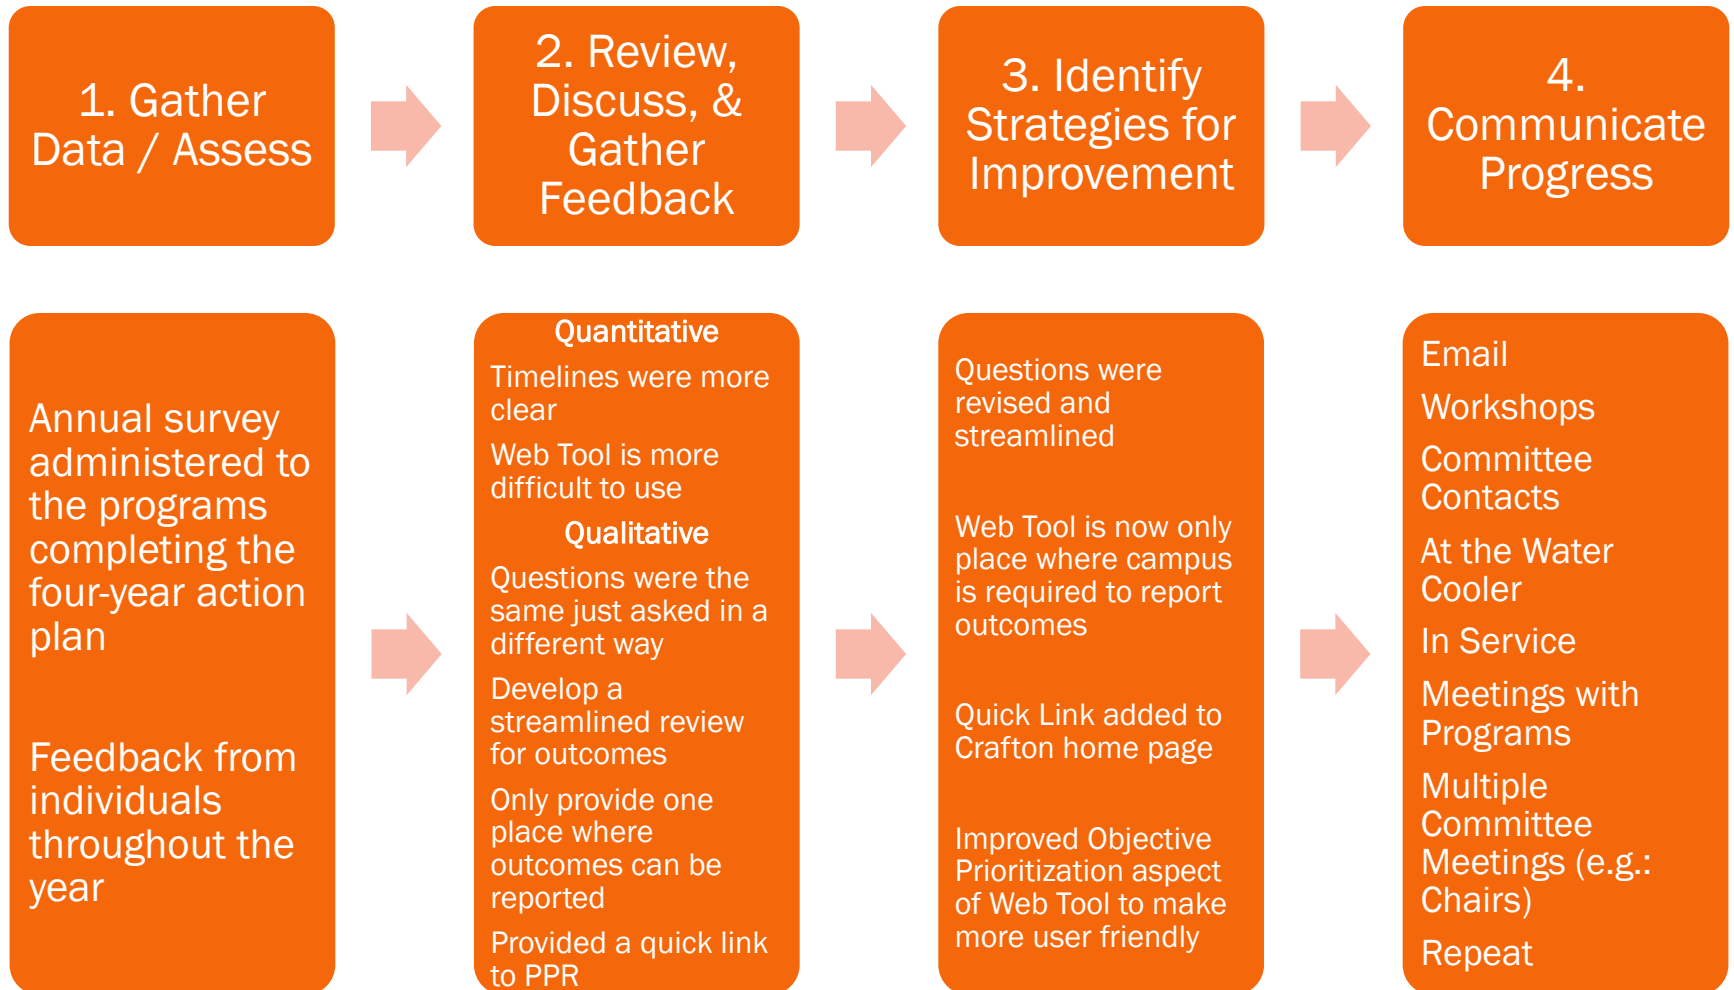 1. Gather
Data / Assess
2. Review,
Discuss, &
Gather
Feedback
3. Identify
Strategies for
Improvement
4.
Communicate
Progress
Annual survey
administered to
the programs
completing the
four-year action
plan
Feedback from
individuals
throughout the
year
Quantitative
Timelines were more
clear
Web Tool is more
difficult to use
Qualitative
Questions were the
same just asked in a
different way
Develop a
streamlined review
for outcomes
Only provide one
place where
outcomes can be
reported
Provided a quick link
to PPR
Questions were
revised and
streamlined
Web Tool is now only
place where campus
is required to report
outcomes
Quick Link added to
Crafton home page
Improved Objective
Prioritization aspect
of Web Tool to make
more user friendly
Email
Workshops
Committee
Contacts
At the Water
Cooler
In Service
Meetings with
Programs
Multiple
Committee
Meetings (e.g.:
Chairs)
Repeat